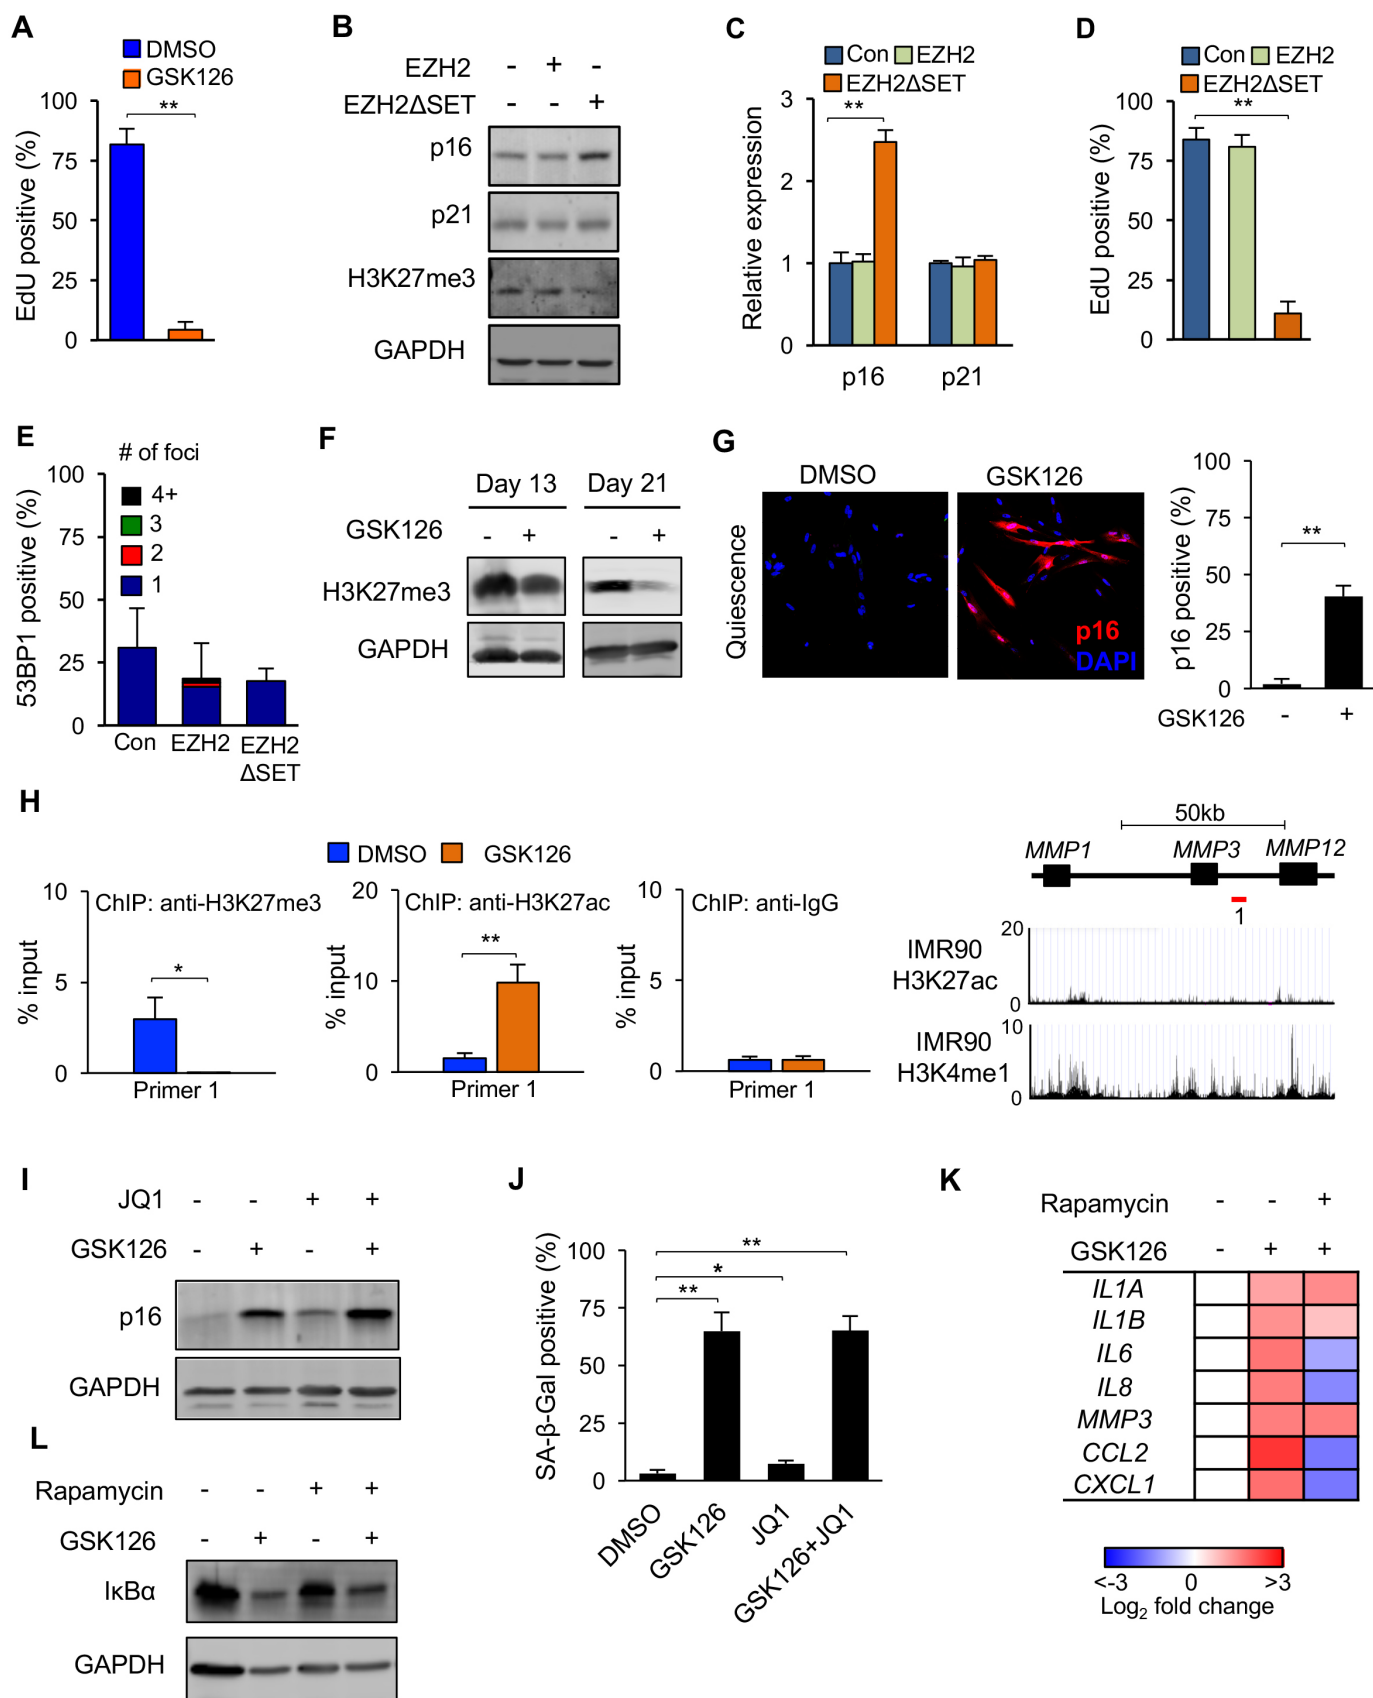 A
DMSO
GSK126
**
100
75
50
25
0
EdU positive (%)
B
EZH2 - + -
EZH2ΔSET - - +
p16
p21
H3K27me3
GAPDH
C
Con EZH2
EZH2ΔSET
**
3
2
1
0
Relative expression
p16 p21
D
Con EZH2
EZH2ΔSET
**
100
75
50
25
0
EdU positive (%)
E
# of foci
4+
3
2
1
100
75
50
25
0
53BP1 positive (%)
Con EZH2 EZH2
ΔSET
F
Day 13 Day 21
GSK126 - + - +
H3K27me3
GAPDH
G
DMSO GSK126
Quiescence
p16
DAPI
100
75
50
25
0
p16 positive (%)
**
GSK126 - +
H
DMSO GSK126
10
5
0
% input
ChIP: anti-H3K27me3
*
Primer 1
20
10
0
% input
ChIP: anti-H3K27ac
**
Primer 1
10
5
0
% input
ChIP: anti-IgG
Primer 1
50kb
MMP1 MMP3 MMP12
1
IMR90
H3K27ac
20
0
IMR90
H3K4me1
10
0
I
JQ1 - - + +
GSK126 - + - +
p16
GAPDH
J
100
75
50
25
0
SA-β-Gal positive (%)
**
*
**
DMSO
GSK126
JQ1
GSK126+JQ1
K
Rapamycin - - +
GSK126 - + +
IL1A
IL1B
IL6
IL8
MMP3
CCL2
CXCL1
<-3 0 >3
Log2 fold change
L
Rapamycin - - + +
GSK126 - + - +
IκBα
GAPDH